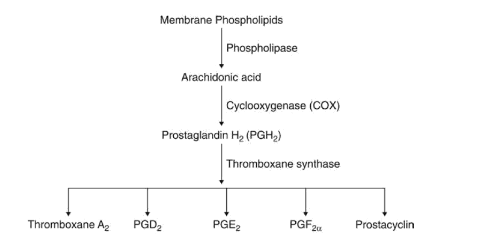 Membrane Phospholipids
Phospholipase
Arachidonic acid
Cyclooxygenase (COX)
Prostaglandin H₂ (PGH₂)
Thromboxane synthase
Thromboxane A₂ PGD₂ PGE₂ PGF₂α Prostacyclin